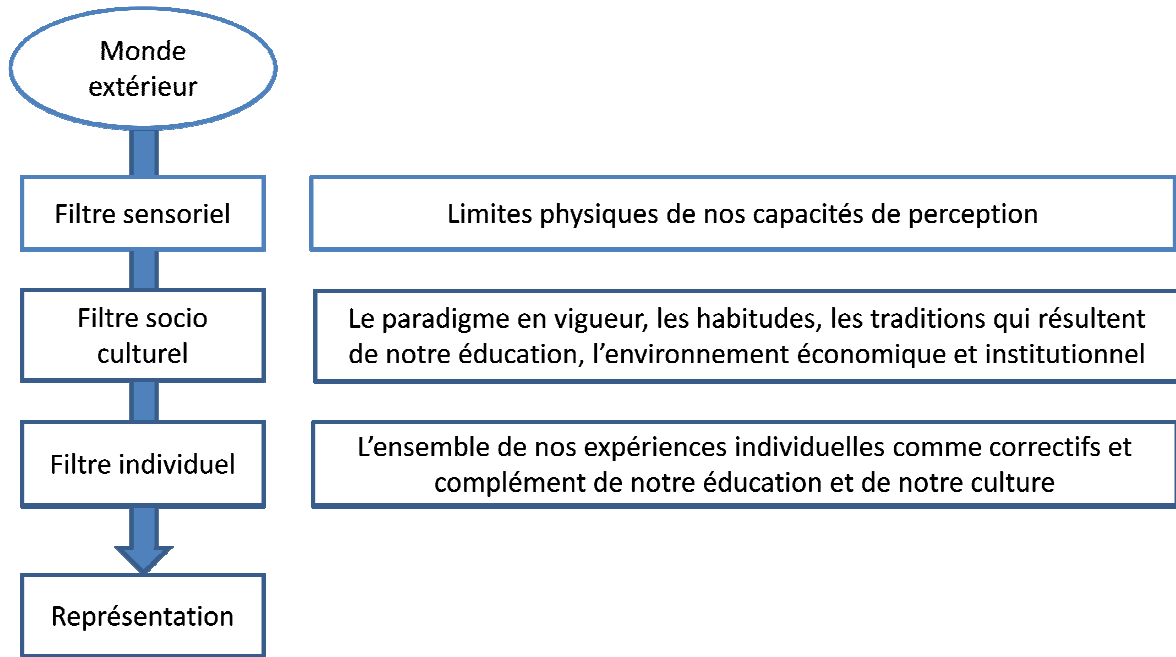 Monde
extérieur
Filtre sensoriel
Limites physiques de nos capacités de perception
Filtre socio
culturel
Le paradigme en vigueur, les habitudes, les traditions qui résultent
de notre éducation, l’environnement économique et institutionnel
Filtre individuel
L’ensemble de nos expériences individuelles comme correctifs et
complément de notre éducation et de notre culture
Représentation